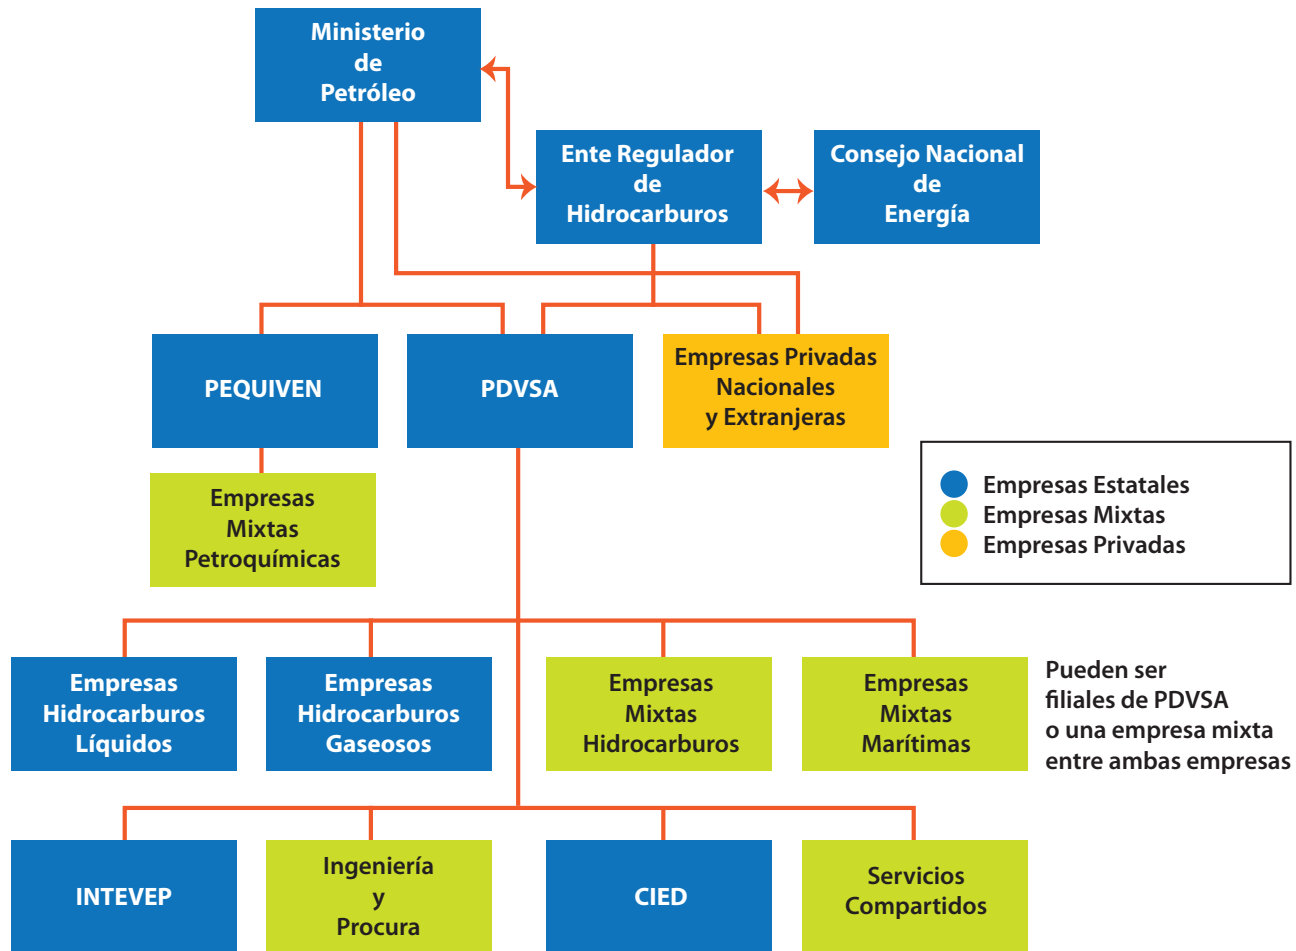 Ministerio
de
Petróleo
Ente Regulador
de
Hidrocarburos
Consejo Nacional
de
Energía
PEQUIVEN
PDVSA
Empresas Privadas
Nacionales
y Extranjeras
Empresas
Mixtas
Petroquímicas
Empresas Estatales
Empresas Mixtas
Empresas Privadas
Empresas
Hidrocarburos
Líquidos
Empresas
Hidrocarburos
Gaseosos
Empresas
Mixtas
Hidrocarburos
Empresas
Mixtas
Marítimas
Pueden ser
filiales de PDVSA
o una empresa mixta
entre ambas empresas
INTEVEP
Ingeniería
y
Procura
CIED
Servicios
Compartidos